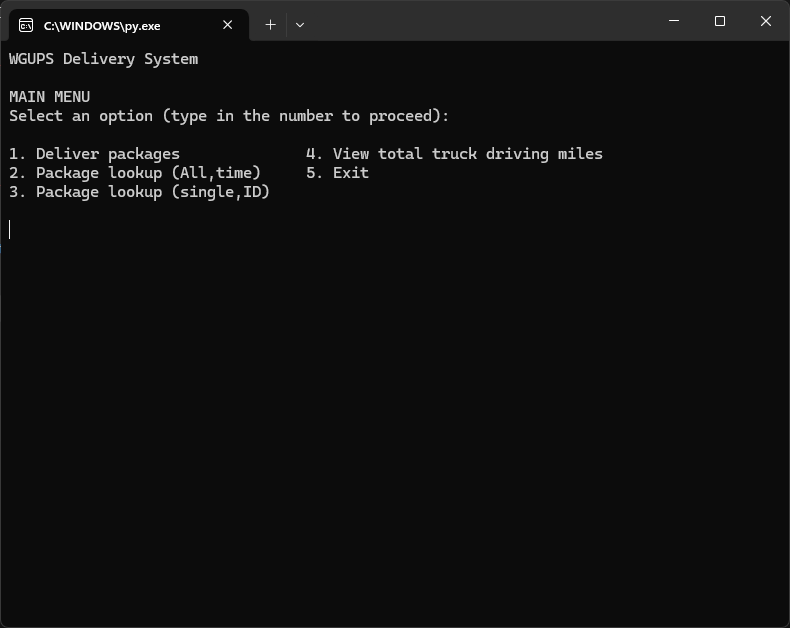 C:\WINDOWS\py.exe
WGUPS Delivery System
MAIN MENU
Select an option (type in the number to proceed):
1. Deliver packages 4. View total truck driving miles
2. Package lookup (All,time) 5. Exit
3. Package lookup (single,ID)